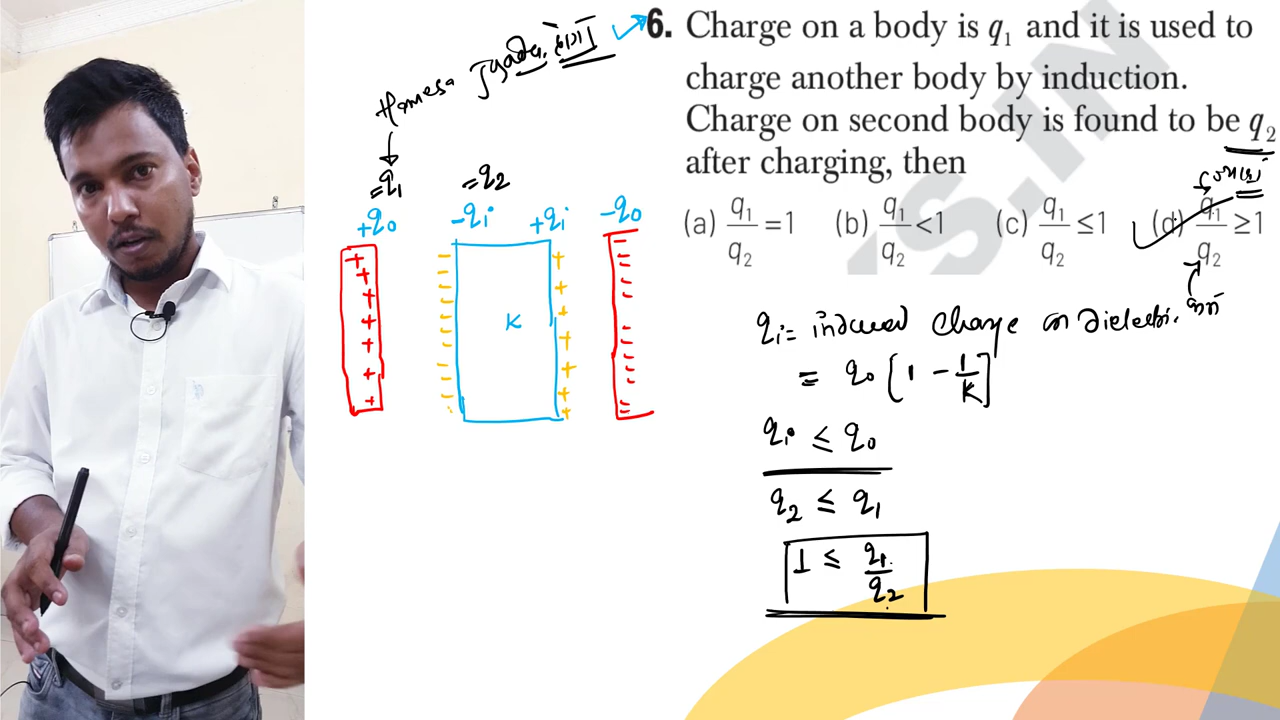 6. Charge on a body is q₁ and it is used to
charge another body by induction.
Charge on second body is found to be q₂
after charging, then
(a) q₁/q₂ = 1 (b) q₁/q₂ < 1 (c) q₁/q₂ ≤ 1 (d) q₁/q₂ ≥ 1
=q₁ =q₂
+q₀ -qᵢ +qᵢ -q₀
K
qᵢ = induced charge on dielectric
= q₀ [1 - 1/K]
qᵢ ≤ q₀
q₂ ≤ q₁
1 ≤ q₁/q₂